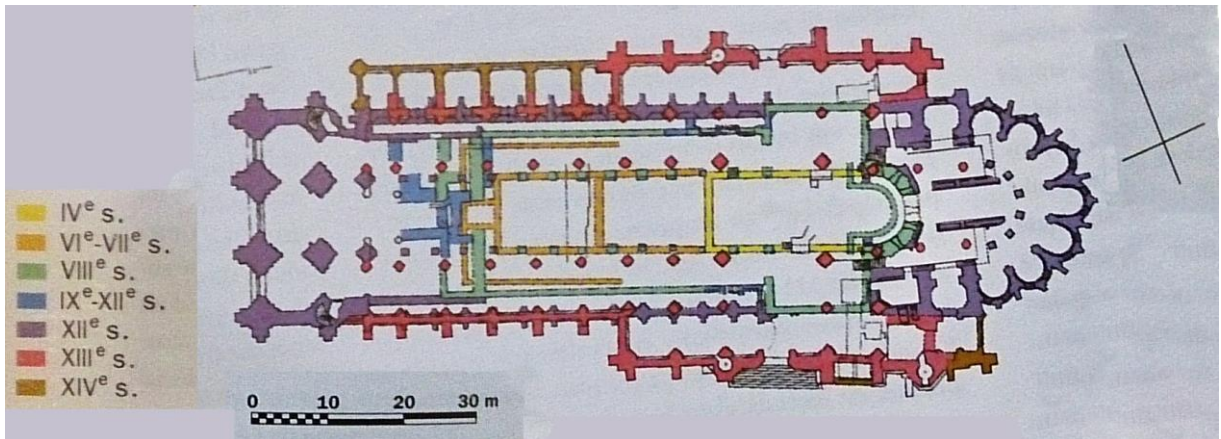 IVᵉ s.
VIᵉ-VIIᵉ s.
VIIIᵉ s.
IXᵉ-XIIᵉ s.
XIIᵉ s.
XIIIᵉ s.
XIVᵉ s.
0 10 20 30 m